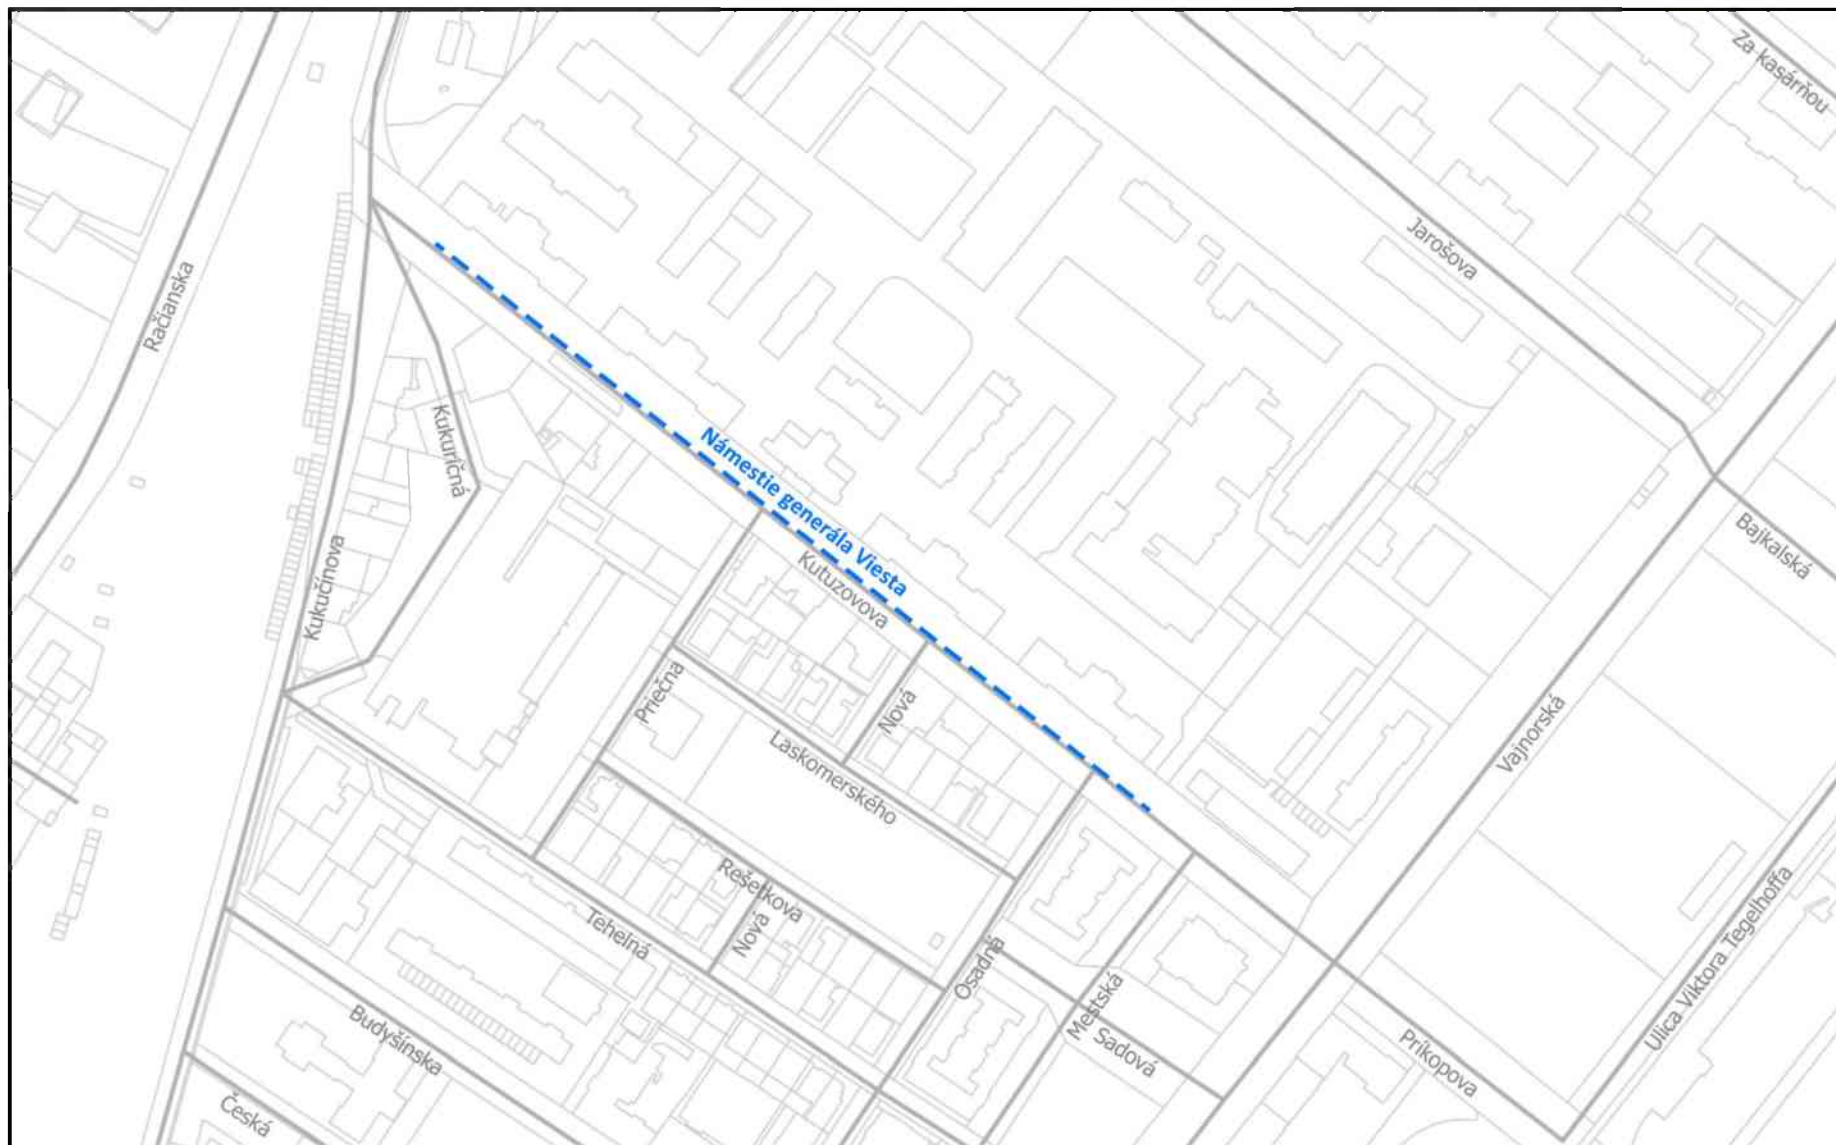 Za kasárňou
Jarošova
Račianska
Kukuričná
Námestie generála Viesta
Bajkalská
Kukučínova
Kutuzovova
Priečna
Nová
Vajnorská
Laskomerského
Rešetkova
Ulica Viktora Tegelhoffa
Tehelná
Nová
Osadná
Mestská
Budyšínska
Sadová
Príkopova
Česká